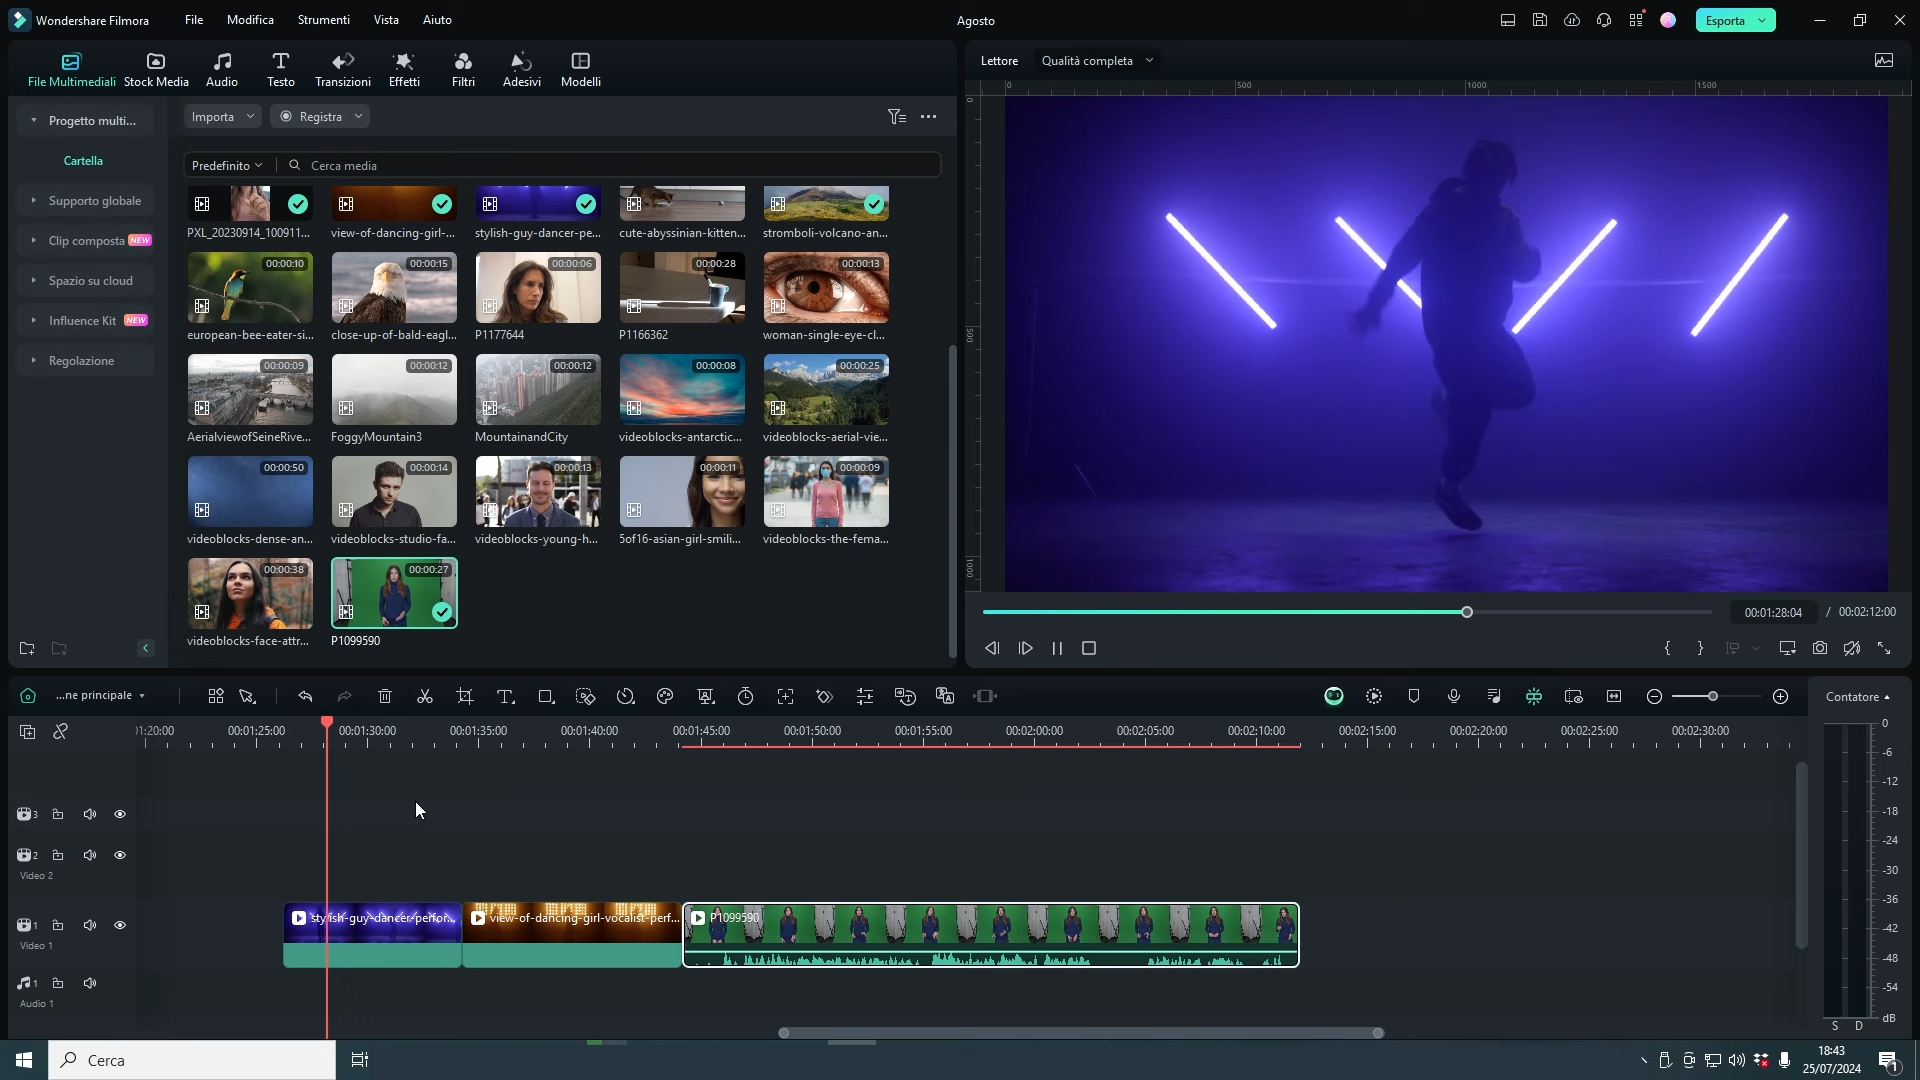 Wondershare Filmora
File
Modifica
Strumenti
Vista
Aiuto
Agosto
Esporta
File Multimediali
Stock Media
Audio
Testo
Transizioni
Effetti
Filtri
Adesivi
Modelli
Lettore
Qualità completa
Progetto multi...
Cartella
Supporto globale
Clip composta NEW
Spazio su cloud
Influence Kit NEW
Regolazione
Importa
Registra
Predefinito
Cerca media
PXL_20230914_100911...
view-of-dancing-girl-...
stylish-guy-dancer-pe...
cute-abyssinian-kitten...
stromboli-volcano-an...
00:00:10
00:00:15
00:00:06
00:00:28
00:00:13
european-bee-eater-si...
close-up-of-bald-eagl...
P1177644
P1166362
woman-single-eye-cl...
00:00:09
00:00:12
00:00:12
00:00:08
00:00:25
AerialviewofSeineRive...
FoggyMountain3
MountainandCity
videoblocks-antarctic...
videoblocks-aerial-vie...
00:00:50
00:00:14
00:00:13
00:00:11
00:00:09
videoblocks-dense-an...
videoblocks-studio-fa...
videoblocks-young-h...
5of16-asian-girl-smili...
videoblocks-the-fema...
00:00:38
00:00:27
videoblocks-face-attr...
P1099590
0
500
1000
1500
0
500
1000
00:01:28:04 / 00:02:12:00
...ne principale
Contatore
00:01:25:00
00:01:30:00
00:01:35:00
00:01:40:00
00:01:45:00
00:01:50:00
00:01:55:00
00:02:00:00
00:02:05:00
00:02:10:00
00:02:15:00
00:02:20:00
00:02:25:00
00:02:30:00
3
2
Video 2
1
Video 1
1
Audio 1
stylish-guy-dancer-perfor...
view-of-dancing-girl-vocalist-perf...
P1099590
0
-6
-12
-18
-24
-30
-36
-42
-48
-54
dB
S D
Cerca
18:43
25/07/2024
1